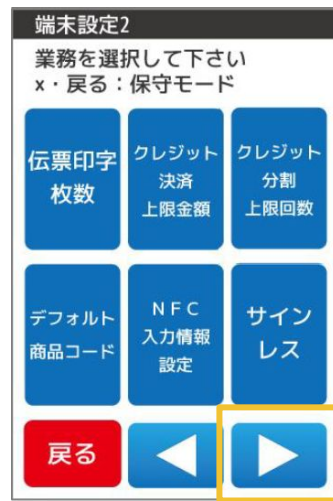 端末設定2
業務を選択して下さい
x・戻る：保守モード
伝票印字
枚数
クレジット
決済
上限金額
クレジット
分割
上限回数
デフォルト
商品コード
NFC
入力情報
設定
サイン
レス
戻る